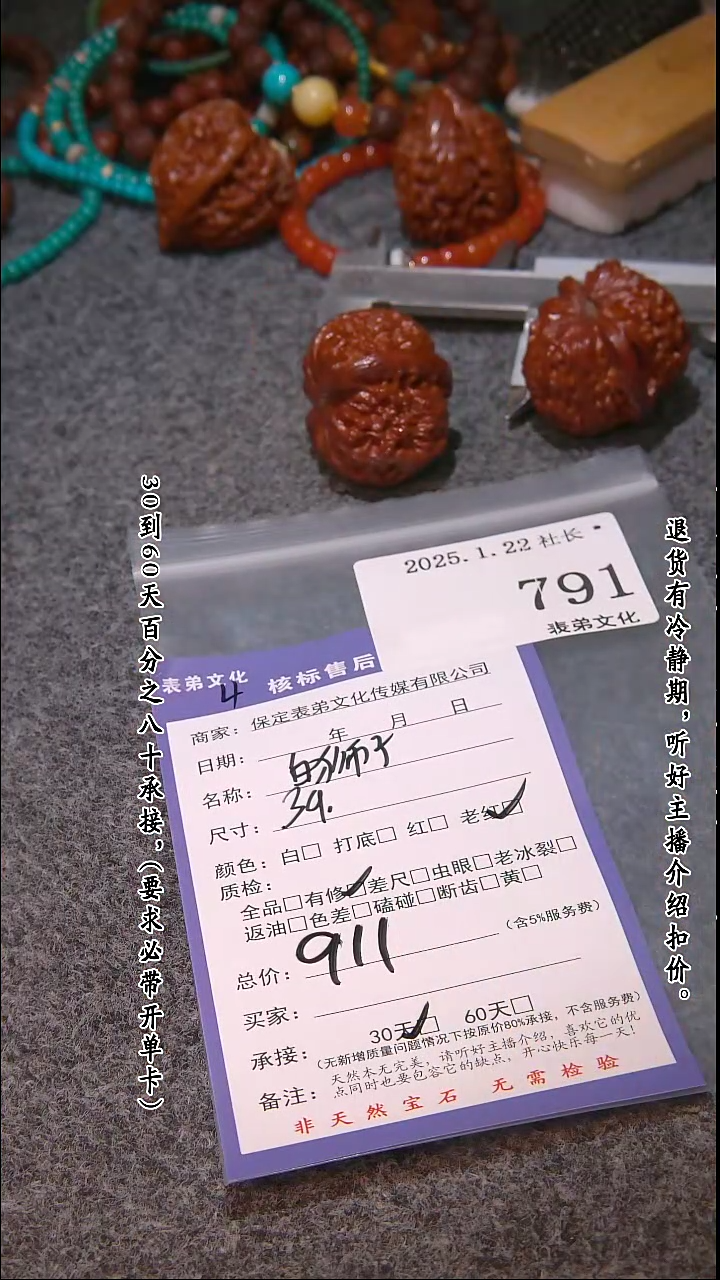 30到60天百分之八十承接,(要求必带开单卡)
退货有冷静期,听好主播介绍扣价。
2025.1.22 社长
791
表弟文化
表弟文化
4
核标售后
商家: 保定表弟文化传媒有限公司
日期: 年 月 日
名称: 白狮子
尺寸: 39.
颜色: 白□ 打底□ 红□ 老红☑
质检:
全品□有修☑差尺□虫眼□老冰裂□
返油□色差□磕碰□断齿□黄□
总价: 911 (含5%服务费)
买家:
承接: 30天☑ 60天□
(无新增质量问题情况下按原价80%承接,不含服务费)
备注: 天然本无完美,请听好主播介绍,喜欢它的优
点同时也要包容它的缺点,开心快乐每一天!
非天然宝石 无需检验